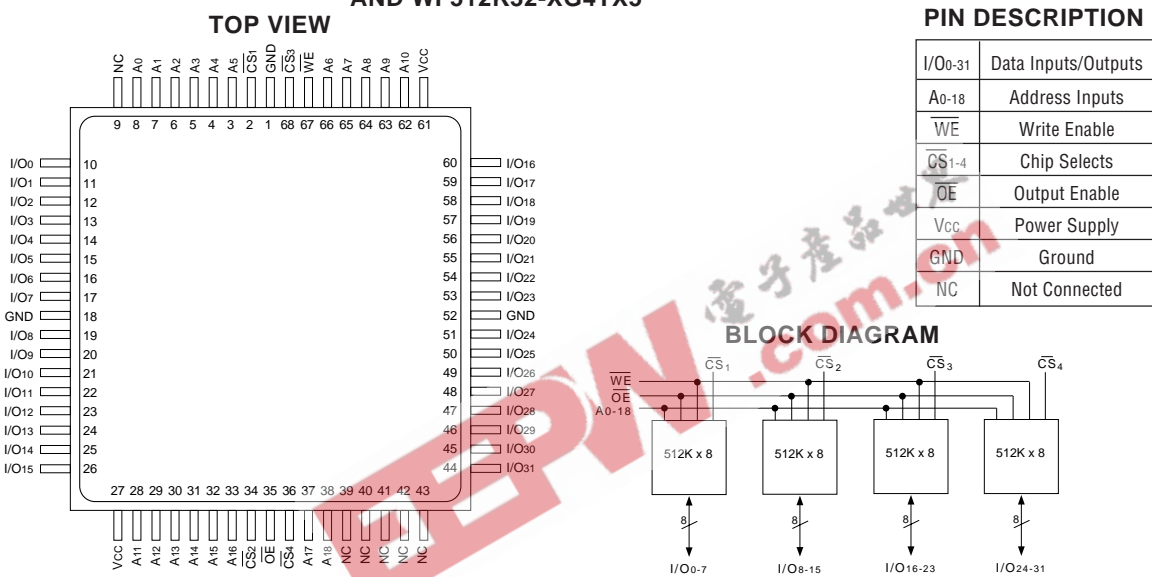 AND WF512K32-XG4TX5
TOP VIEW
NC A0 A1 A2 A3 A4 A5 CS1 GND CS3 WE A6 A7 A8 A9 A10 VCC
9 8 7 6 5 4 3 2 1 68 67 66 65 64 63 62 61
I/O0 10
I/O1 11
I/O2 12
I/O3 13
I/O4 14
I/O5 15
I/O6 16
I/O7 17
GND 18
I/O8 19
I/O9 20
I/O10 21
I/O11 22
I/O12 23
I/O13 24
I/O14 25
I/O15 26
60 I/O16
59 I/O17
58 I/O18
57 I/O19
56 I/O20
55 I/O21
54 I/O22
53 I/O23
52 GND
51 I/O24
50 I/O25
49 I/O26
48 I/O27
47 I/O28
46 I/O29
45 I/O30
44 I/O31
27 28 29 30 31 32 33 34 35 36 37 38 39 40 41 42 43
VCC A11 A12 A13 A14 A15 A16 CS2 OE CS4 A17 A18 NC NC NC NC NC
PIN DESCRIPTION
I/O0-31 Data Inputs/Outputs
A0-18 Address Inputs
WE Write Enable
CS1-4 Chip Selects
OE Output Enable
VCC Power Supply
GND Ground
NC Not Connected
BLOCK DIAGRAM
CS1 CS2 CS3 CS4
WE
OE
A0-18
512K x 8 512K x 8 512K x 8 512K x 8
8 8 8 8
I/O0-7 I/O8-15 I/O16-23 I/O24-31
EEPW
.com.cn
电子产品世界